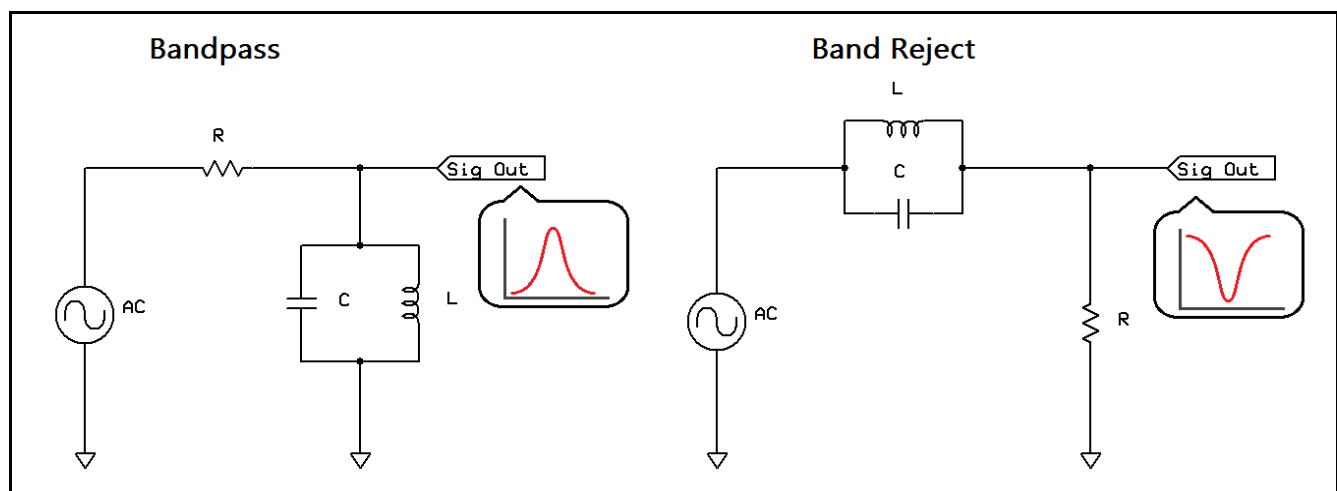 Bandpass
R
Sig Out
AC
C
L
Band Reject
L
C
Sig Out
AC
R